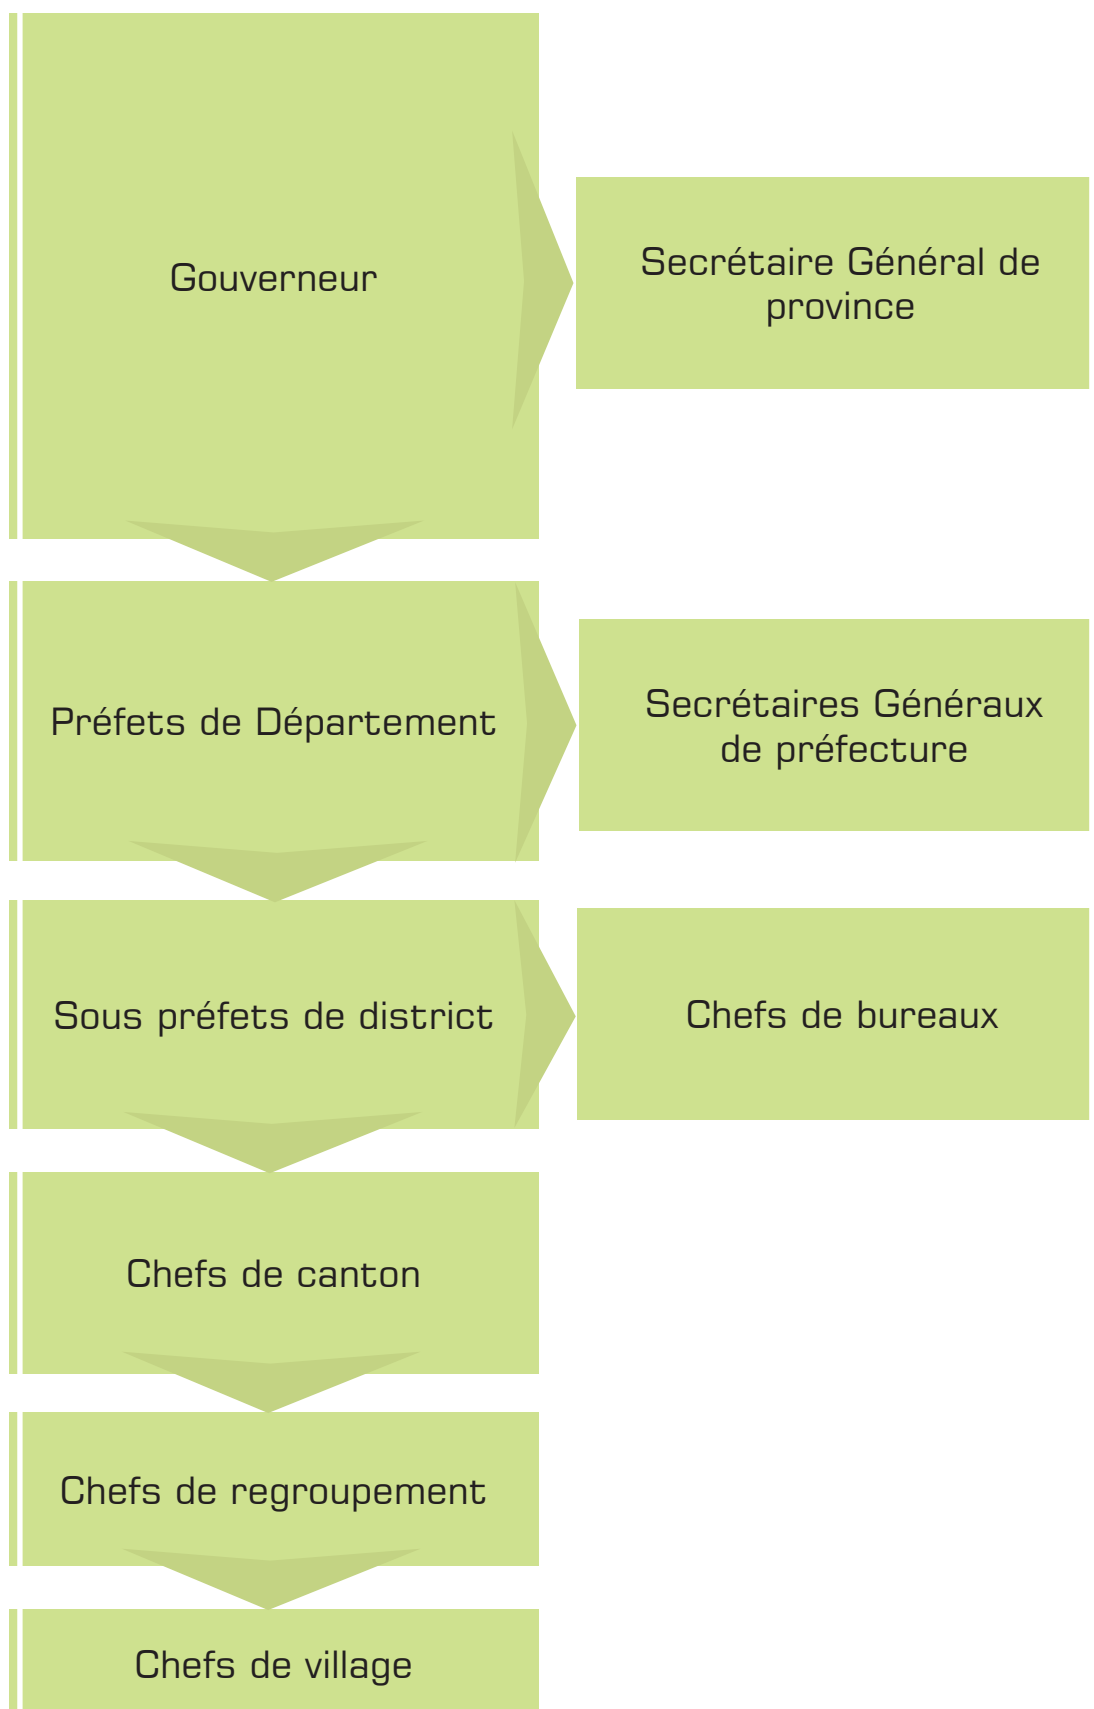 Gouverneur
Secrétaire Général de
province
Préfets de Département
Secrétaires Généraux
de préfecture
Sous préfets de district
Chefs de bureaux
Chefs de canton
Chefs de regroupement
Chefs de village